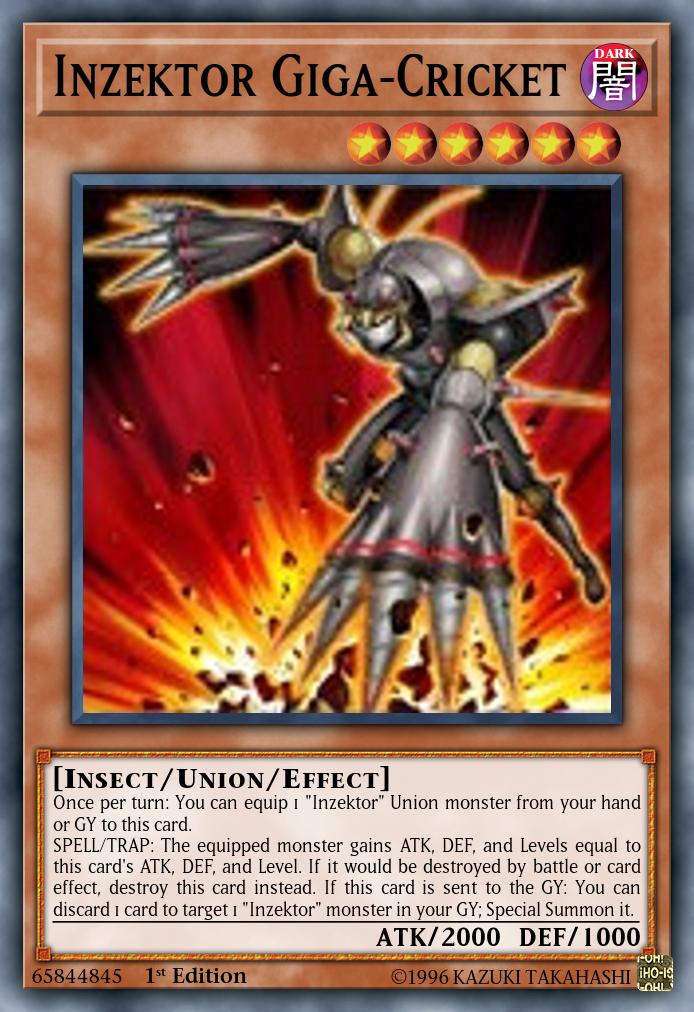 Inzektor Giga-Cricket
DARK
闇
[Insect/Union/Effect]
Once per turn: You can equip 1 "Inzektor" Union monster from your hand
or GY to this card.
SPELL/TRAP: The equipped monster gains ATK, DEF, and Levels equal to
this card's ATK, DEF, and Level. If it would be destroyed by battle or card
effect, destroy this card instead. If this card is sent to the GY: You can
discard 1 card to target 1 "Inzektor" monster in your GY; Special Summon it.
ATK/2000 DEF/1000
65844845 1st Edition ©1996 KAZUKI TAKAHASHI